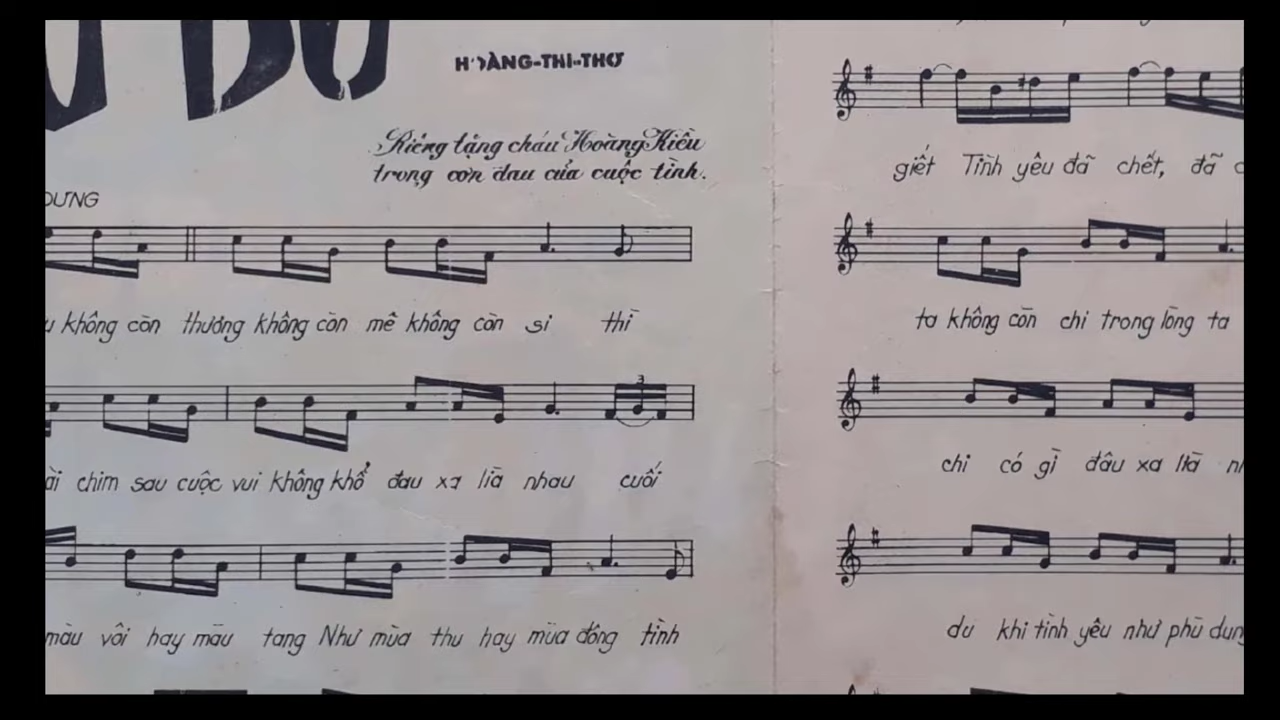 HOÀNG-THI-THƠ
Riêng tặng cháu Hoàng Kiều
trong cơn đau của cuộc tình.
không còn thương không còn mê không còn si thì
chim sau cuộc vui không khổ đau xa lìa nhau cuối
màu vôi hay màu tang Như mùa thu hay mùa đông tình
giết Tình yêu đã chết, đã
ta không còn chi trong lòng ta
chi có gì đâu xa lìa
du khi tình yêu như phù dung